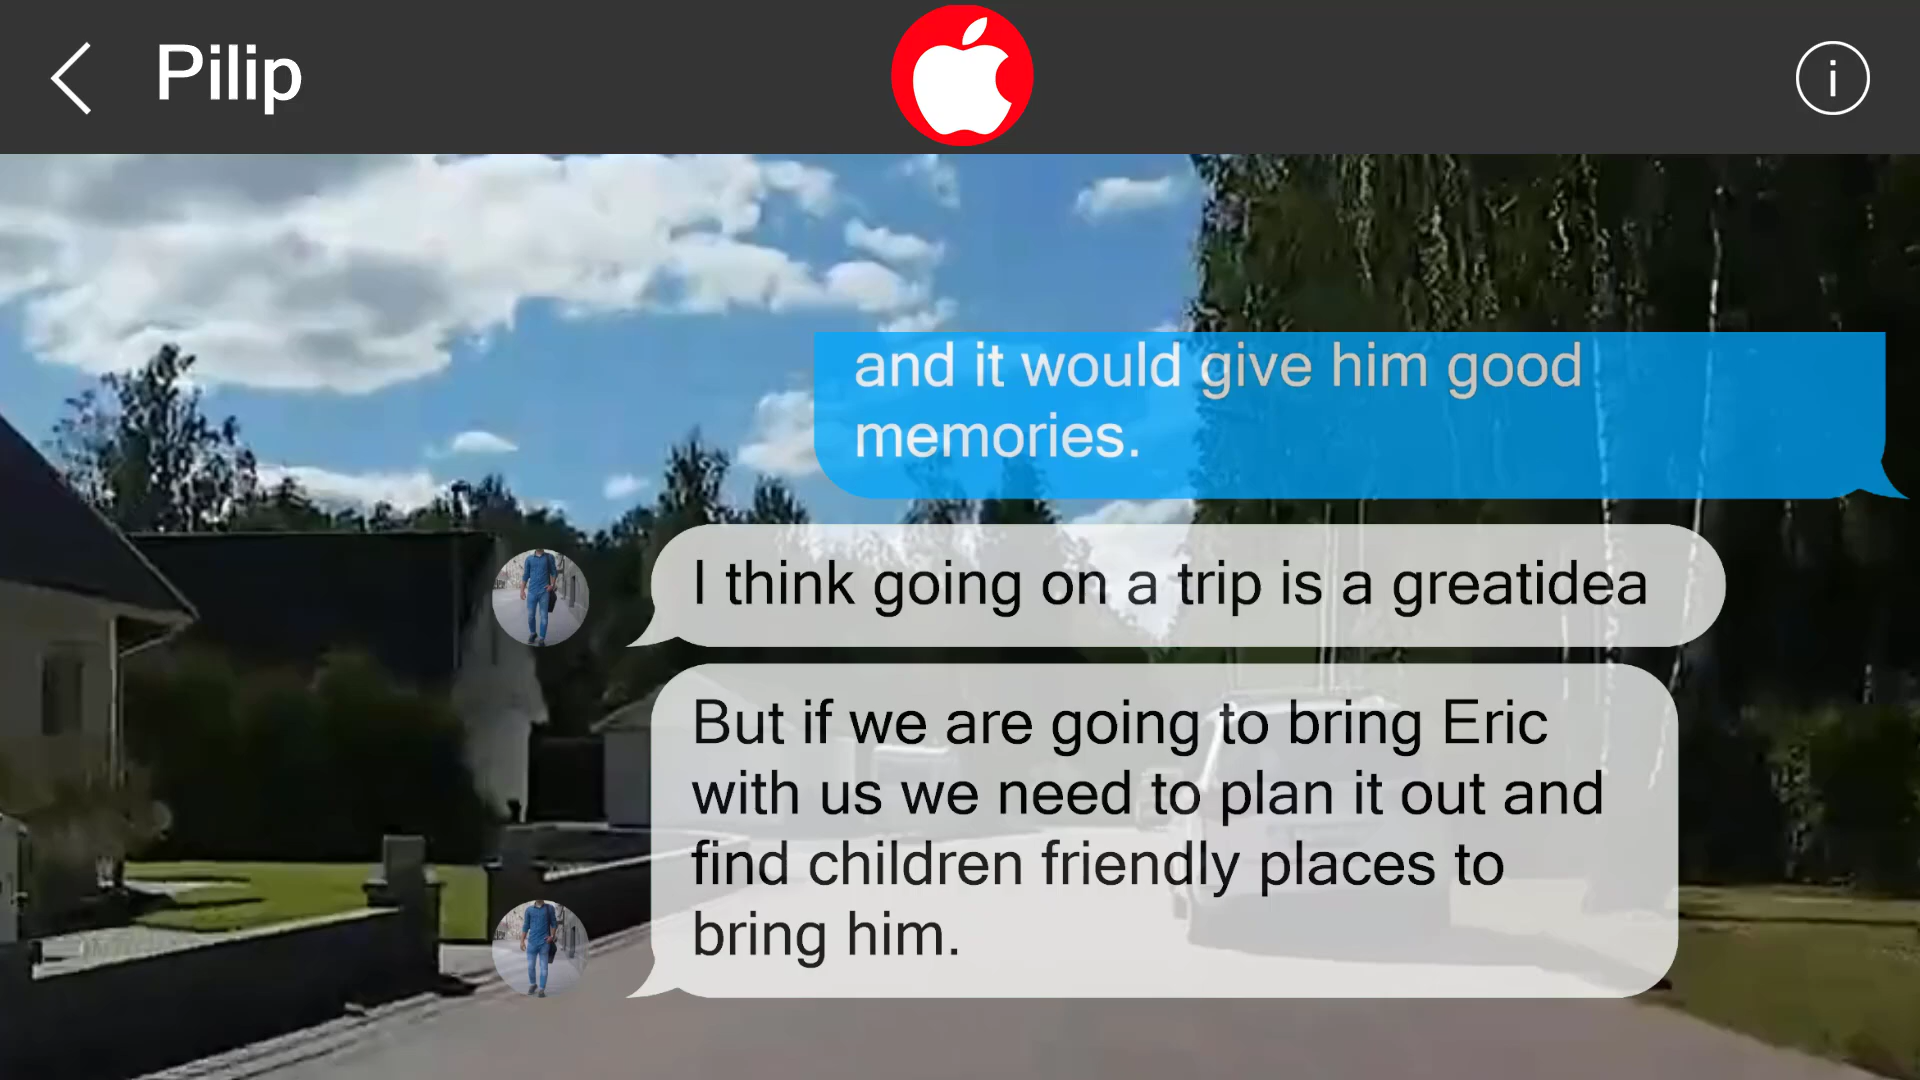 Pilip
i
and it would give him good
memories.
I think going on a trip is a greatidea
But if we are going to bring Eric
with us we need to plan it out and
find children friendly places to
bring him.